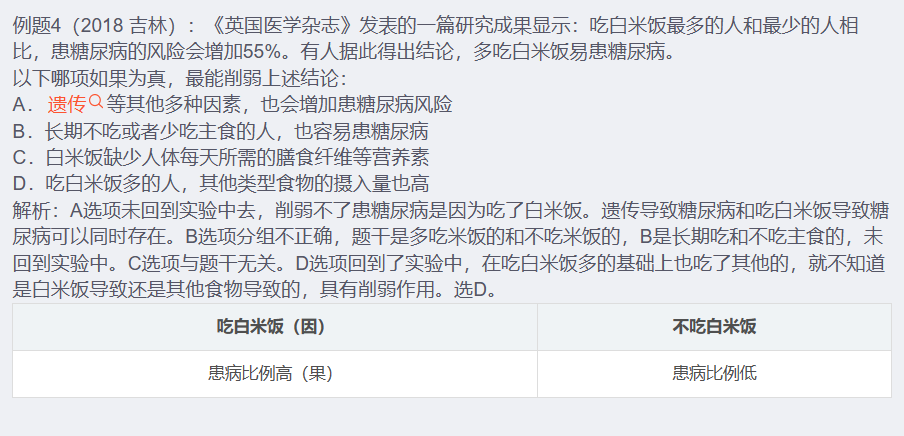 例题4（2018 吉林）：《英国医学杂志》发表的一篇研究成果显示：吃白米饭最多的人和最少的人相
比，患糖尿病的风险会增加55%。有人据此得出结论，多吃白米饭易患糖尿病。
以下哪项如果为真，最能削弱上述结论：
A．遗传等其他多种因素，也会增加患糖尿病风险
B．长期不吃或者少吃主食的人，也容易患糖尿病
C．白米饭缺少人体每天所需的膳食纤维等营养素
D．吃白米饭多的人，其他类型食物的摄入量也高
解析：A选项未回到实验中去，削弱不了患糖尿病是因为吃了白米饭。遗传导致糖尿病和吃白米饭导致糖
尿病可以同时存在。B选项分组不正确，题干是多吃米饭的和不吃米饭的，B是长期吃和不吃主食的，未
回到实验中。C选项与题干无关。D选项回到了实验中，在吃白米饭多的基础上也吃了其他的，就不知道
是白米饭导致还是其他食物导致的，具有削弱作用。选D。
吃白米饭（因） 不吃白米饭
患病比例高（果） 患病比例低